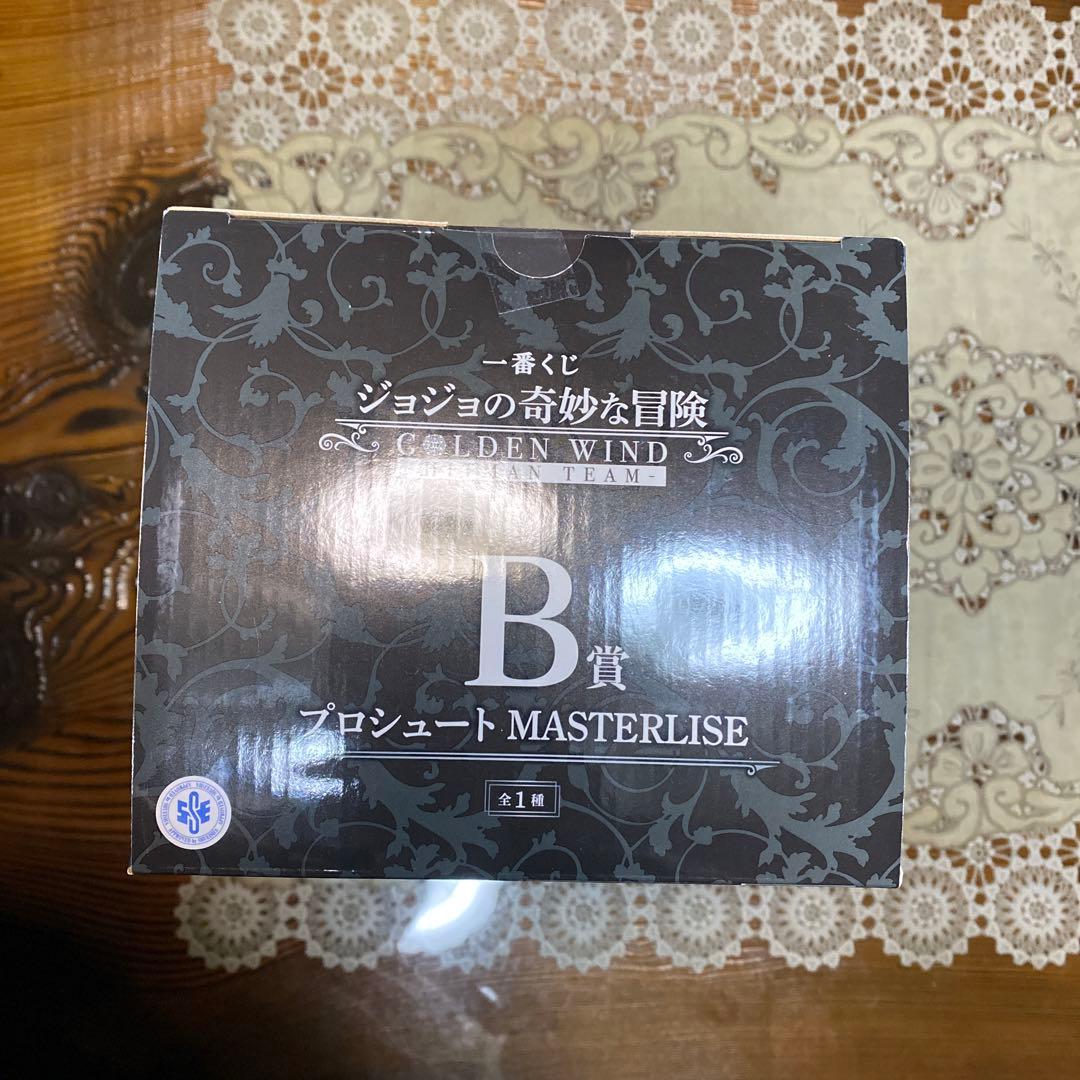 一番くじ
ジョジョの奇妙な冒険
GOLDEN WIND
TEAM-
B賞
プロシュート MASTERLISE
全1種